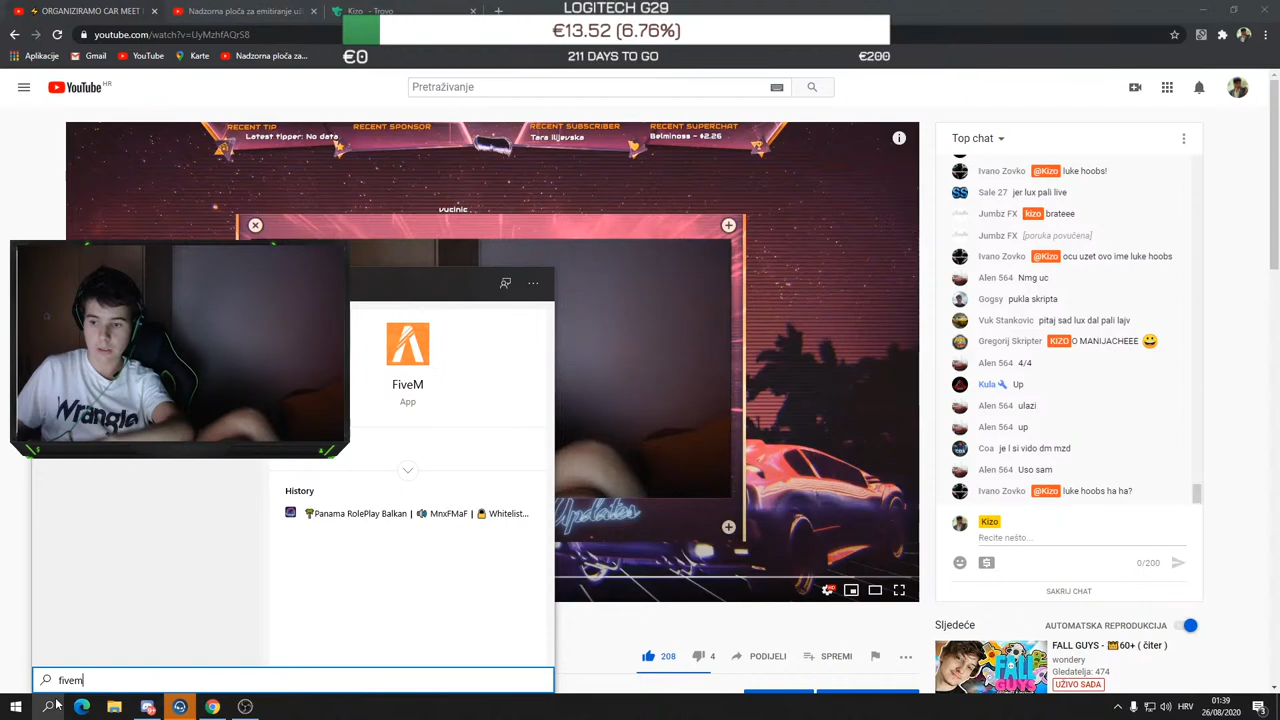 LOGITECH G29
€13.52 (6.76%)
€0
211 DAYS TO GO
€200
ORGANIZIRAMO CAR MEET
Nadzorna ploča za
youtube.com/watch?v=UyMzhfAQrS8
Aplikacije
Gmail
YouTube
Karte
Nadzorna ploča za...
YouTube HR
Pretraživanje
RECENT TIP
Latest tipper: No data
RECENT SPONSOR
RECENT SUBSCRIBER
Tara ilijevska
RECENT SUPERCHAT
Belminoss - $2.26
vucinic
Wrangle
FiveM
App
History
Panama RolePlay Balkan | MnxFMaF | Whitelist...
fivem
Updates
Top chat
Ivano Zovko @Kizo luke hoobs!
Sale 27 jer lux pali live
Jumbz FX kizo brateee
Jumbz FX [poruka povučena]
Ivano Zovko @Kizo ocu uzet ovo ime luke hoobs
Alen 564 Nmg uc
Gogsy pukla skripta
Vuk Stankovic pitaj sad lux dal pali lajv
Gregorij Skripter KIZO O MANIJACHEEE 😀
Alen 564 4/4
Kula Up
Alen 564 ulazi
Alen 564 up
Coa je l si vido dm mzd
Alen 564 Uso sam
Ivano Zovko @Kizo luke hoobs ha ha?
Kizo
Recite nešto...
0/200
SAKRIJ CHAT
Sljedeće
AUTOMATSKA REPRODUKCIJA
FALL GUYS - 60+ ( čiter )
wondery
Gledatelja: 474
UŽIVO SADA
208
4
PODIJELI
SPREMI
HRV
01:39
26/08/2020